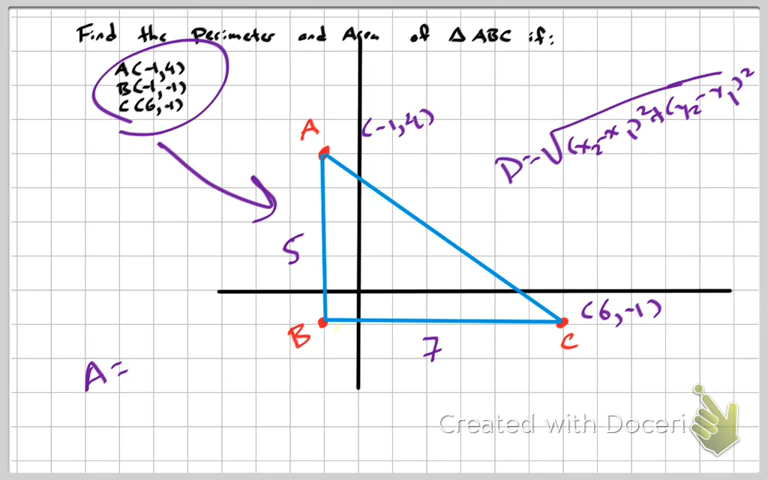 Find the Perimeter and Area of Δ ABC if:
A(-1,4)
B(-1,-1)
C(6,-1)
A
(-1,4)
D=√(x₂-x₁)²+(y₂-x₁)²
5
B
7
C
(6,-1)
A=
Created with Doceri